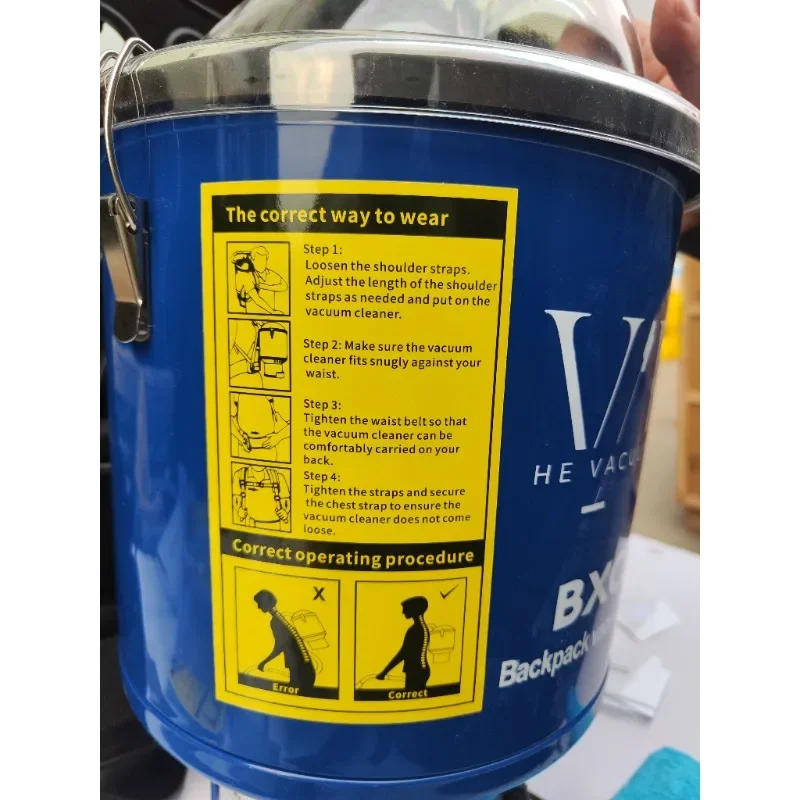 The correct way to wear
Step 1:
Loosen the shoulder straps.
Adjust the length of the shoulder
straps as needed and put on the
vacuum cleaner.
Step 2: Make sure the vacuum
cleaner fits snugly against your
waist.
Step 3:
Tighten the waist belt so that
the vacuum cleaner can be
comfortably carried on your
back.
Step 4:
Tighten the straps and secure
the chest strap to ensure the
vacuum cleaner does not come
loose.
Correct operating procedure
X
Error
Correct
HE VACU
Backpack